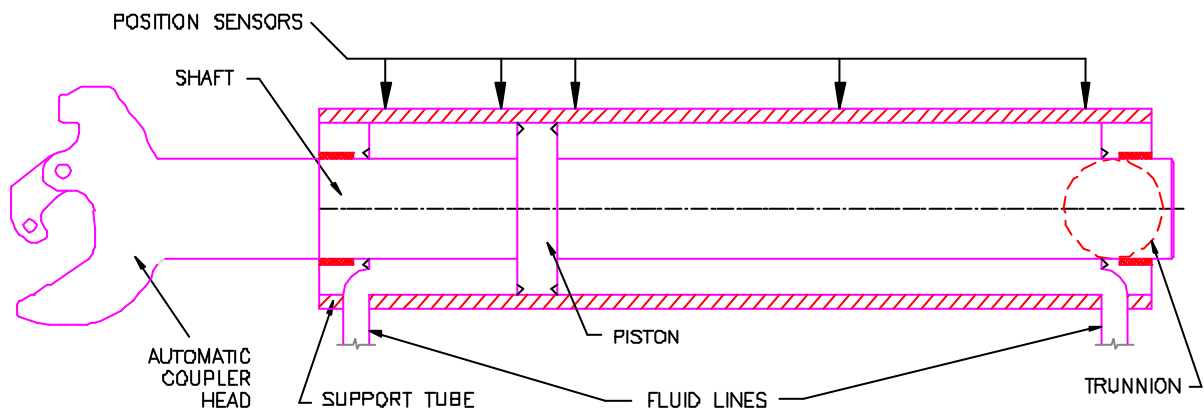 POSITION SENSORS
SHAFT
PISTON
AUTOMATIC
COUPLER
HEAD
SUPPORT TUBE
FLUID LINES
TRUNNION